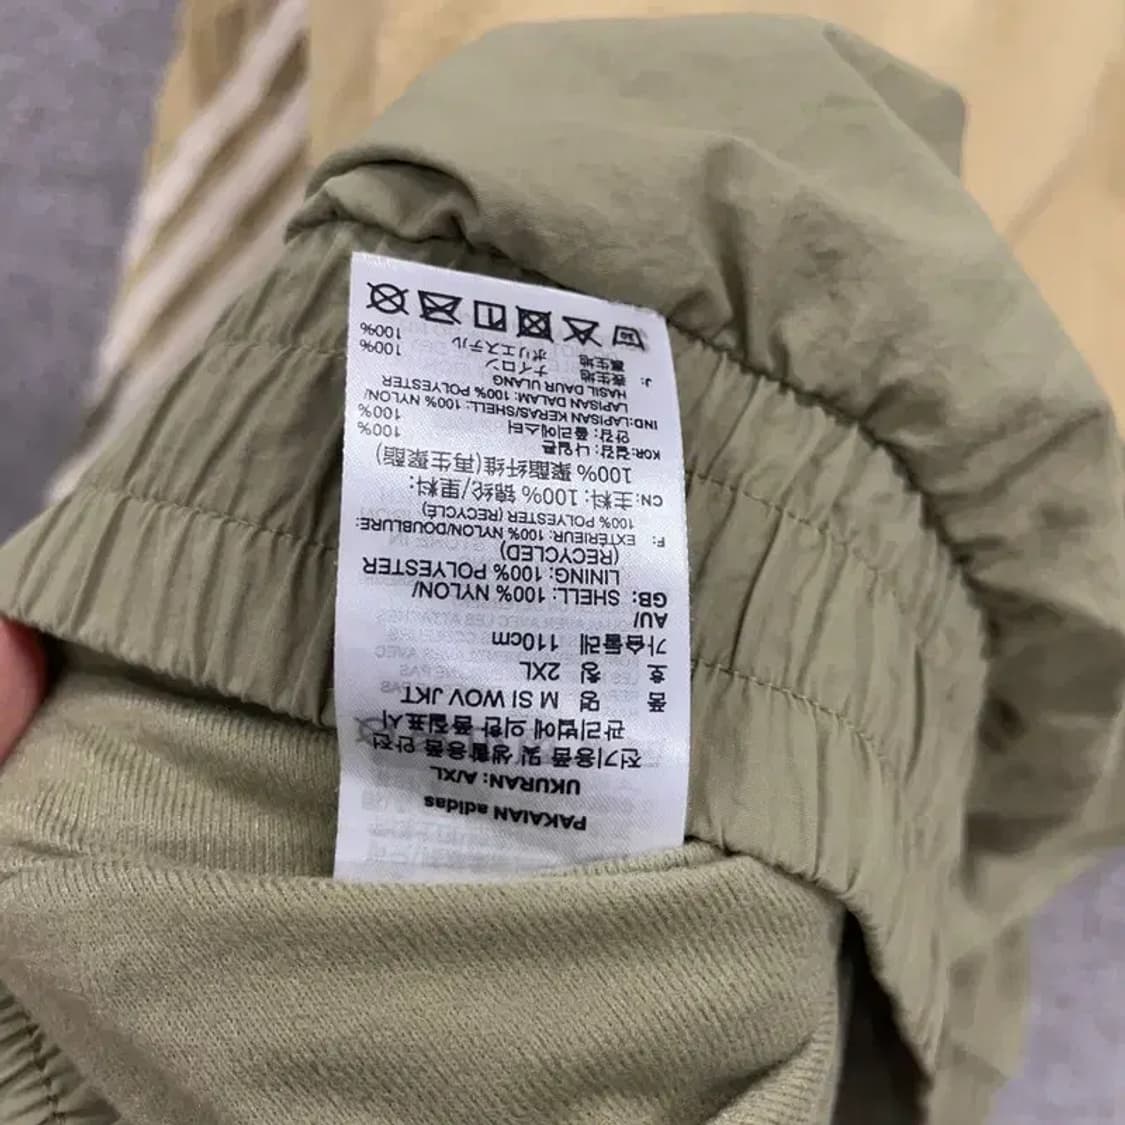 PAKAIAN adidas
UKURAN: A/XL
전기용품 및 생활용품 안전
관리법에 의한 품질표시
품 명 M SI WOV JKT
호 칭 2XL
가슴둘레 110cm
AU/
GB: SHELL: 100% NYLON/
LINING: 100% POLYESTER
(RECYCLED)
F: EXTÉRIEUR: 100% NYLON/DOUBLURE:
100% POLYESTER (RECYCLÉ)
CN: 主料: 100% 锦纶/里料:
100% 聚酯纤维(再生聚酯)
KOR: 겉감: 나일론 100%
안감: 폴리에스터 100%
IND:LAPISAN KERAS/SHELL: 100% NYLON/
LAPISAN DALAM: 100% POLYESTER
HASIL DAUR ULANG
J: 表生地 ナイロン 100%
裏生地 ポリエステル 100%